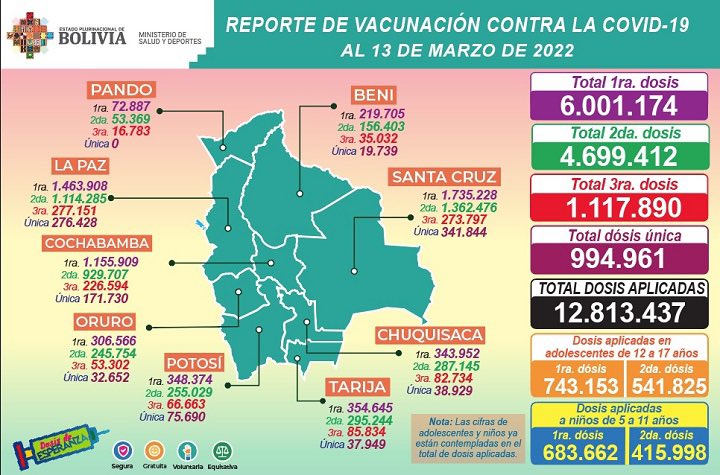 ESTADO PLURINACIONAL DE
BOLIVIA
MINISTERIO
DE SALUD Y DEPORTES
REPORTE DE VACUNACIÓN CONTRA LA COVID-19
AL 13 DE MARZO DE 2022
PANDO
1ra. 72.887
2da. 53.369
3ra. 16.783
Única 0
BENI
1ra. 219.705
2da. 156.403
3ra. 35.032
Única 19.739
LA PAZ
1ra. 1.463.908
2da. 1.114.285
3ra. 277.151
Única 276.428
SANTA CRUZ
1ra. 1.735.228
2da. 1.362.476
3ra. 273.797
Única 341.844
COCHABAMBA
1ra. 1.155.909
2da. 929.707
3ra. 226.594
Única 171.730
ORURO
1ra. 306.566
2da. 245.754
3ra. 53.302
Única 32.652
POTOSÍ
1ra. 348.374
2da. 255.029
3ra. 66.663
Única 75.690
CHUQUISACA
1ra. 343.952
2da. 287.145
3ra. 82.734
Única 38.929
TARIJA
1ra. 354.645
2da. 295.244
3ra. 85.834
Única 37.949
Total 1ra. dosis
6.001.174
Total 2da. dosis
4.699.412
Total 3ra. dosis
1.117.890
Total dósis única
994.961
TOTAL DOSIS APLICADAS
12.813.437
Dosis aplicadas en
adolescentes de 12 a 17 años
1ra. dósis
743.153
2da. dósis
541.825
Dosis aplicadas
a niños de 5 a 11 años
1ra. dósis
683.662
2da. dósis
415.998
Nota: Las cifras de
adolescentes y niños ya
están contempladas en el
total de dosis aplicadas.
Dosis de
ESPERANZA
Segura
Gratuita
Voluntaria
Equitativa